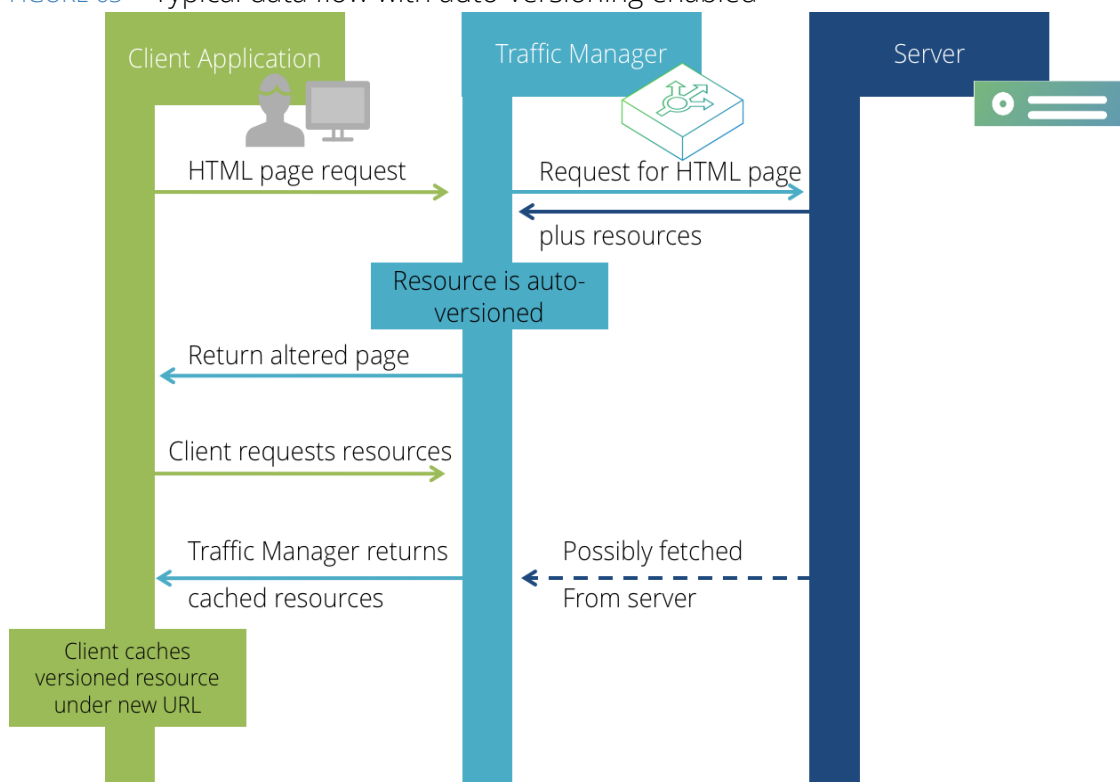 FIGURE 63 Typical data flow with auto-versioning enabled
Client Application
Traffic Manager
Server
HTML page request
Request for HTML page
plus resources
Resource is auto-
versioned
Return altered page
Client requests resources
Traffic Manager returns
cached resources
Possibly fetched
From server
Client caches
versioned resource
under new URL